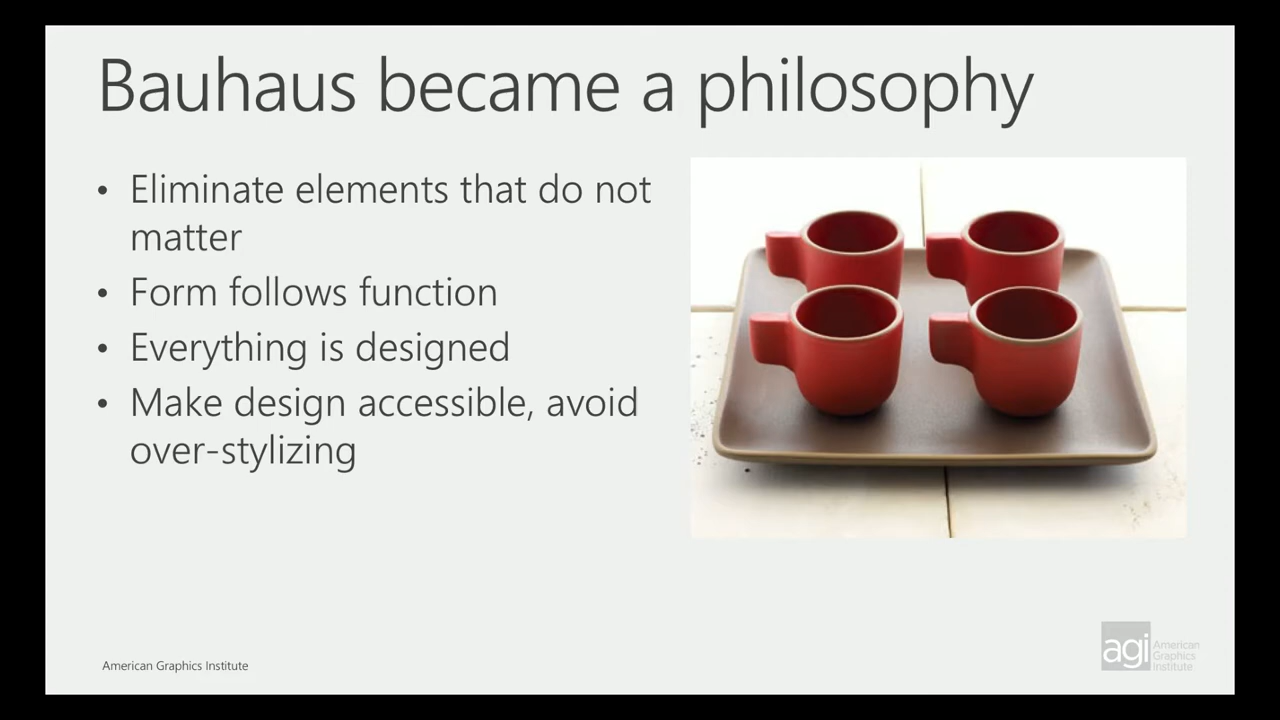 Bauhaus became a philosophy
• Eliminate elements that do not
matter
• Form follows function
• Everything is designed
• Make design accessible, avoid
over-stylizing
American Graphics Institute
agi
American
Graphics
Institute